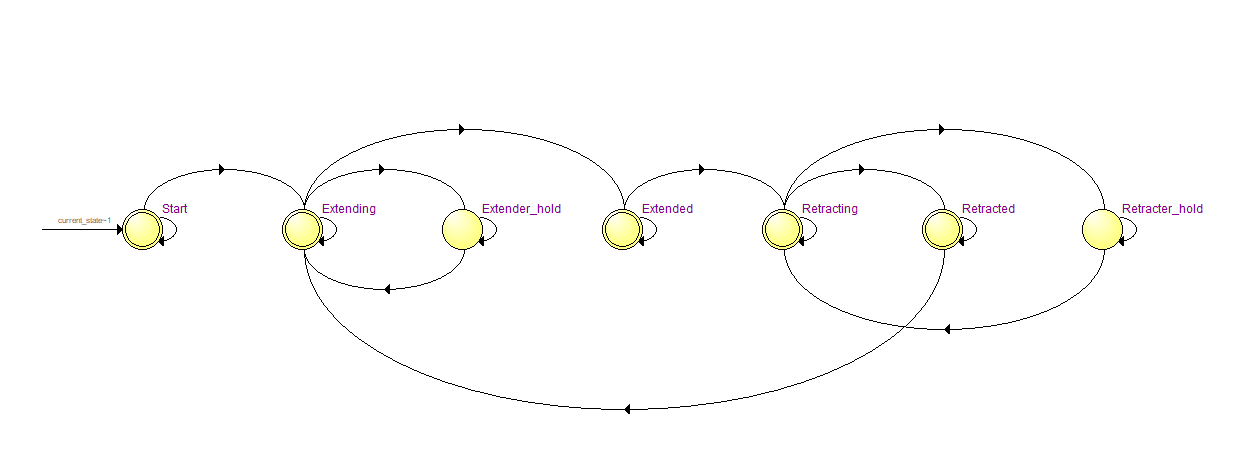 current_state~1
Start
Extending
Extender_hold
Extended
Retracting
Retracted
Retracter_hold